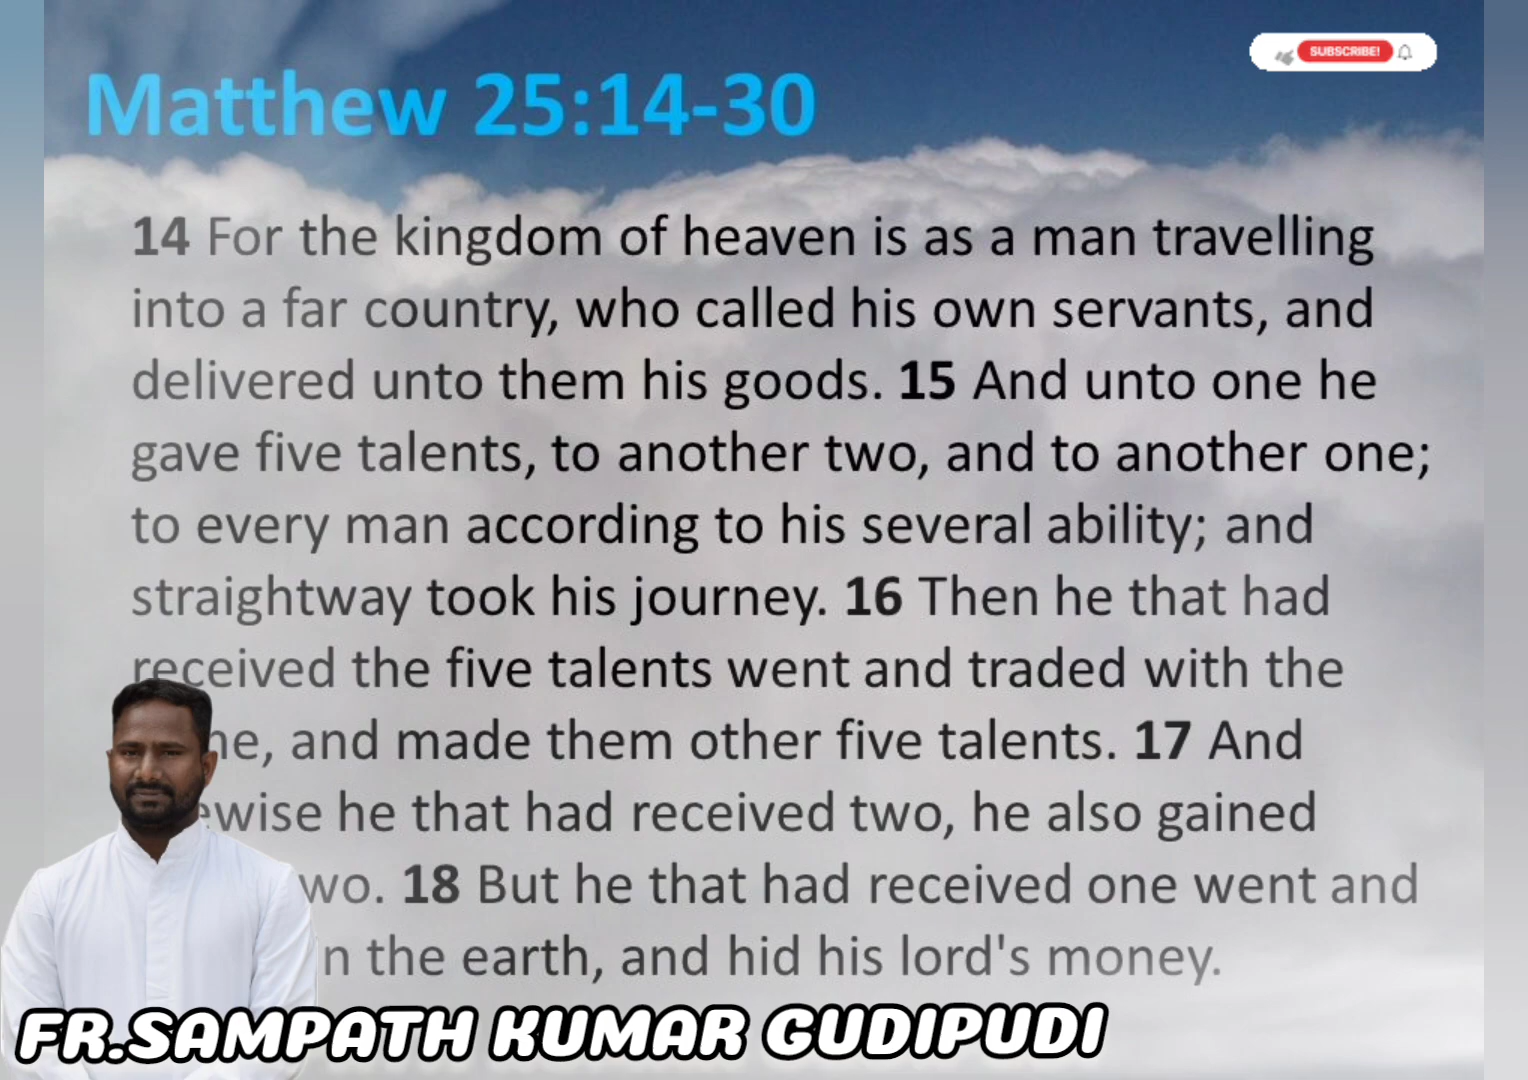 SUBSCRIBE!
Matthew 25:14-30
14 For the kingdom of heaven is as a man travelling
into a far country, who called his own servants, and
delivered unto them his goods. 15 And unto one he
gave five talents, to another two, and to another one;
to every man according to his several ability; and
straightway took his journey. 16 Then he that had
received the five talents went and traded with the
and made them other five talents. 17 And
he that had received two, he also gained
18 But he that had received one went and
the earth, and hid his lord's money.
FR.SAMPATH KUMAR GUDIPUDI